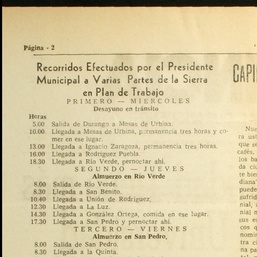 Página - 2
Recorridos Efectuados por el Presidente
Municipal a Varias Partes de la Sierra
en Plan de Trabajo
PRIMERO — MIERCOLES
Desayuno en tránsito
Horas
5.00 Salida de Durango a Mesas de Urbina.
10.00 Llegada a Mesas de Urbina, permanencia tres horas y comer en ese lugar.
13.00 Llegada a Ignacio Zaragoza, permanencia tres horas.
16.00 Llegada a Rodríguez Puebla.
18.30 Llegada a Río Verde, pernoctar ahí.
SEGUNDO — JUEVES
Almuerzo en Río Verde
8.00 Salida de Río Verde.
8.30 Llegada a San Benito.
10.40 Llegada a Unión de Rodríguez.
12.30 Llegada a La Luz.
14.30 Llegada a González Ortega, comida en ese lugar.
17.30 Llegada a San Pedro y pernoctar ahí.
TERCERO — VIERNES
Almuerzo en San Pedro,
8.00 Salida de San Pedro.
8.30 Llegada a la Quinta.
CAPI